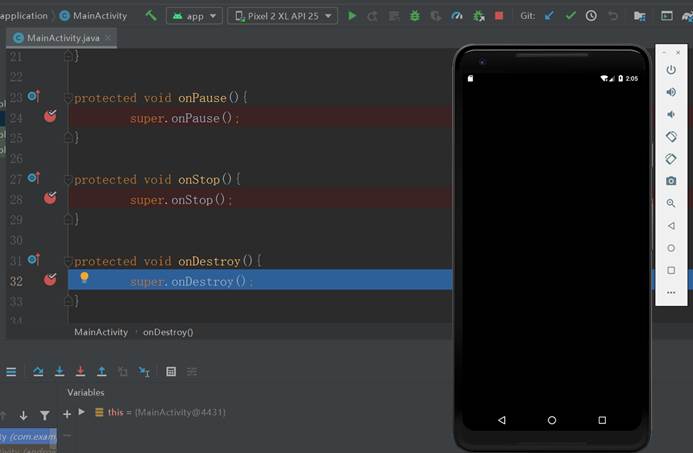 application MainActivity app Pixel 2 XL API 25 Git:
MainActivity.java
21 }
22
23 protected void onPause(){
24 super.onPause();
25 }
26
27 protected void onStop(){
28 super.onStop();
29 }
30
31 protected void onDestroy(){
32 super.onDestroy();
33 }
34
MainActivity › onDestroy()
Variables
this = {MainActivity@4431}
ty (com.exam
2:05